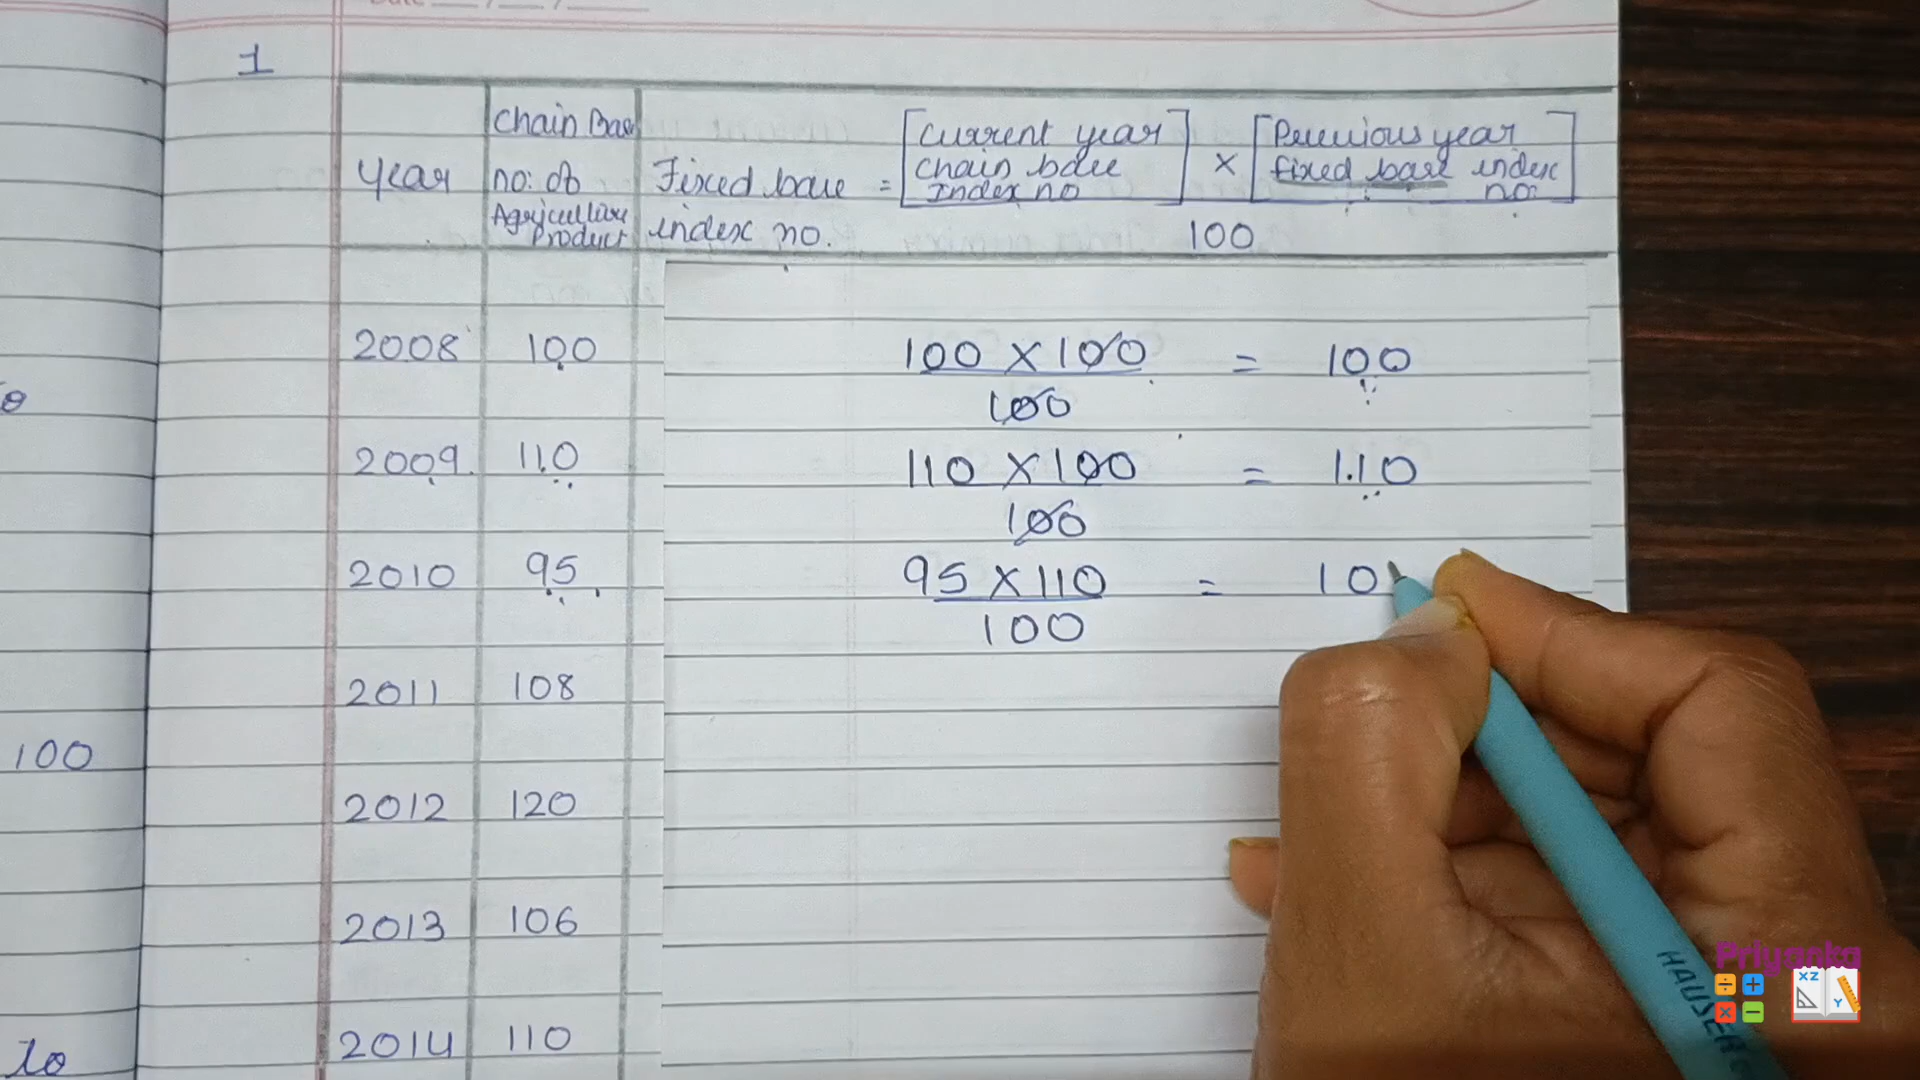 1
Year
Chain Base
no: of
Agriculture
Product
Fixed base
index no.
=
[Current year
chain base
Index no]
×
[Previous year
fixed base index
no.]
100
2008 100 100 × 100 = 100
100
2009 110 110 × 100 = 110
100
2010 95 95 × 110 = 10
100
2011 108
2012 120
2013 106
2014 110
100
HAUSER
Priyanka
XZ
Y